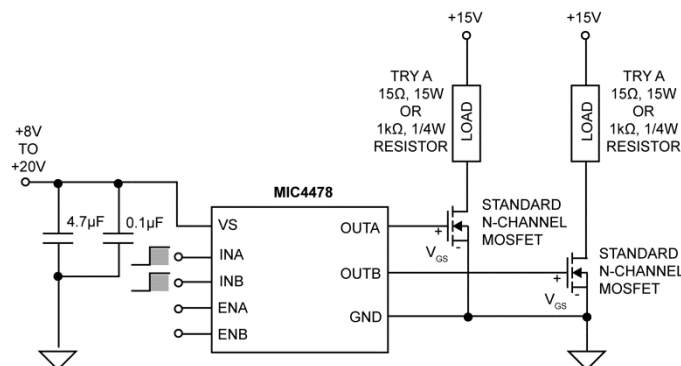 +15V
+15V
TRY A
15Ω, 15W
OR
1kΩ, 1/4W
RESISTOR
LOAD
TRY A
15Ω, 15W
OR
1kΩ, 1/4W
RESISTOR
LOAD
+8V
TO
+20V
4.7µF
0.1µF
MIC4478
VS
INA
INB
ENA
ENB
OUTA
OUTB
GND
+
VGS
-
STANDARD
N-CHANNEL
MOSFET
+
VGS
-
STANDARD
N-CHANNEL
MOSFET